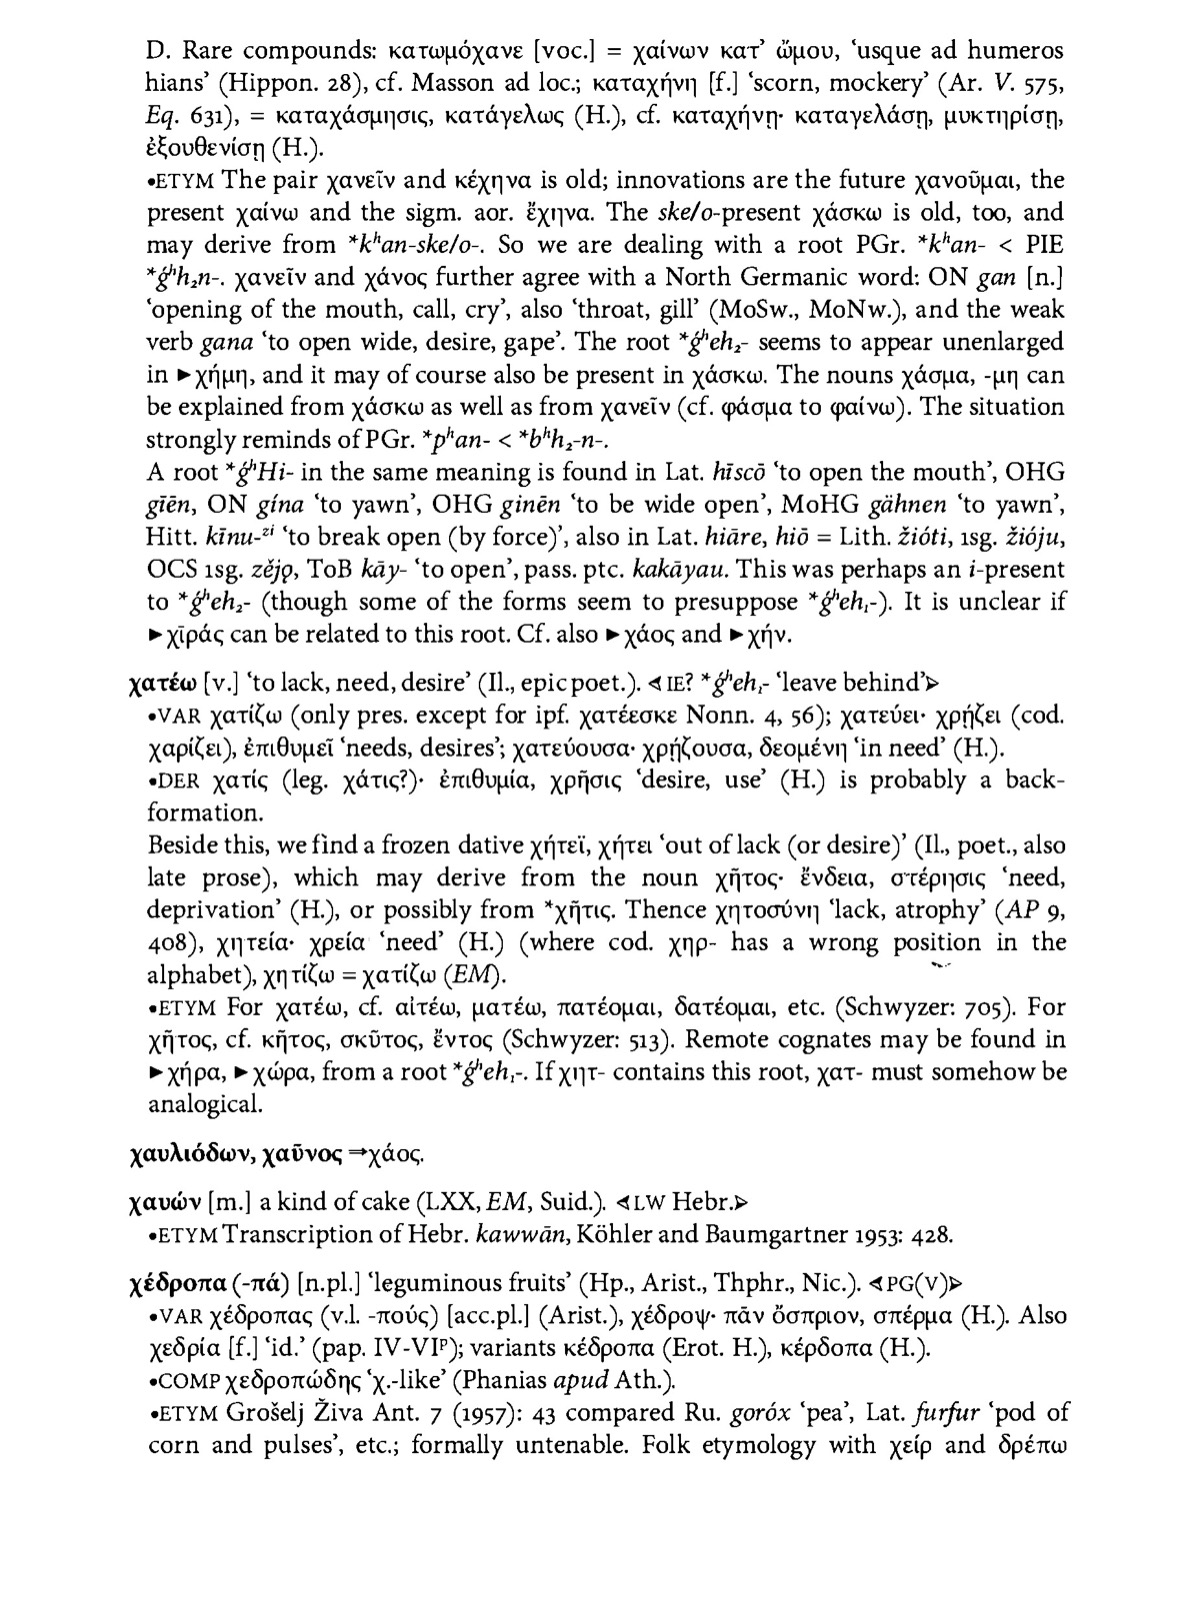 D. Rare compounds: κατωμόχανε [voc.] = χαίνων κατ’ ὤμου, ‘usque ad humeros
hians’ (Hippon. 28), cf. Masson ad loc.; καταχήνη [f.] ‘scorn, mockery’ (Ar. V. 575,
Eq. 631), = καταχάσμησις, κατάγελως (H.), cf. καταχήνῃ· καταγελάσῃ, μυκτηρίσῃ,
ἐξουθενίσῃ (H.).
•ETYM The pair χανεῖν and κέχηνα is old; innovations are the future χανοῦμαι, the
present χαίνω and the sigm. aor. ἔχηνα. The ske/o-present χάσκω is old, too, and
may derive from *kʰan-ske/o-. So we are dealing with a root PGr. *kʰan- < PIE
*ǵʰh₂n-. χανεῖν and χάνος further agree with a North Germanic word: ON gan [n.]
‘opening of the mouth, call, cry’, also ‘throat, gill’ (MoSw., MoNw.), and the weak
verb gana ‘to open wide, desire, gape’. The root *ǵʰeh₂- seems to appear unenlarged
in ►χήμη, and it may of course also be present in χάσκω. The nouns χάσμα, -μη can
be explained from χάσκω as well as from χανεῖν (cf. φάσμα to φαίνω). The situation
strongly reminds of PGr. *pʰan- < *bʰh₂-n-.
A root *ǵʰHi- in the same meaning is found in Lat. hīscō ‘to open the mouth’, OHG
gīēn, ON gína ‘to yawn’, OHG ginēn ‘to be wide open’, MoHG gähnen ‘to yawn’,
Hitt. kīnu-ᶻⁱ ‘to break open (by force)’, also in Lat. hiāre, hiō = Lith. žióti, 1sg. žióju,
OCS 1sg. zějǫ, ToB kāy- ‘to open’, pass. ptc. kakāyau. This was perhaps an i-present
to *ǵʰeh₂- (though some of the forms seem to presuppose *ǵʰeh₁-). It is unclear if
►χῑράς can be related to this root. Cf. also ►χάος and ►χήν.
χατέω [v.] ‘to lack, need, desire’ (Il., epic poet.). ⊰IE? *ǵʰeh₁- ‘leave behind’⊱
•VAR χατίζω (only pres. except for ipf. χατέεσκε Nonn. 4, 56); χατεύει· χρῄζει (cod.
χαρίζει), ἐπιθυμεῖ ‘needs, desires’; χατεύουσα· χρῄζουσα, δεομένη ‘in need’ (H.).
•DER χατίς (leg. χάτις?)· ἐπιθυμία, χρῆσις ‘desire, use’ (H.) is probably a back-
formation.
Beside this, we find a frozen dative χήτεϊ, χήτει ‘out of lack (or desire)’ (Il., poet., also
late prose), which may derive from the noun χῆτος· ἔνδεια, στέρησις ‘need,
deprivation’ (H.), or possibly from *χῆτις. Thence χητοσύνη ‘lack, atrophy’ (AP 9,
408), χητεία· χρεία ‘need’ (H.) (where cod. χηρ- has a wrong position in the
alphabet), χητίζω = χατίζω (EM).
•ETYM For χατέω, cf. αἰτέω, ματέω, πατέομαι, δατέομαι, etc. (Schwyzer: 705). For
χῆτος, cf. κῆτος, σκῦτος, ἔντος (Schwyzer: 513). Remote cognates may be found in
►χήρα, ►χώρα, from a root *ǵʰeh₁-. If χητ- contains this root, χατ- must somehow be
analogical.
χαυλιόδων, χαῦνος ⇒χάος.
χαυών [m.] a kind of cake (LXX, EM, Suid.). ⊰LW Hebr.⊱
•ETYM Transcription of Hebr. kawwān, Köhler and Baumgartner 1953: 428.
χέδροπα (-πά) [n.pl.] ‘leguminous fruits’ (Hp., Arist., Thphr., Nic.). ⊰PG(V)⊱
•VAR χέδροπας (v.l. -πούς) [acc.pl.] (Arist.), χέδροψ· πᾶν ὄσπριον, σπέρμα (H.). Also
χεδρία [f.] ‘id.’ (pap. IV-VIᵖ); variants κέδροπα (Erot. H.), κέρδοπα (H.).
•COMP χεδροπώδης ‘χ.-like’ (Phanias apud Ath.).
•ETYM Grošelj Živa Ant. 7 (1957): 43 compared Ru. goróx ‘pea’, Lat. furfur ‘pod of
corn and pulses’, etc.; formally untenable. Folk etymology with χείρ and δρέπω